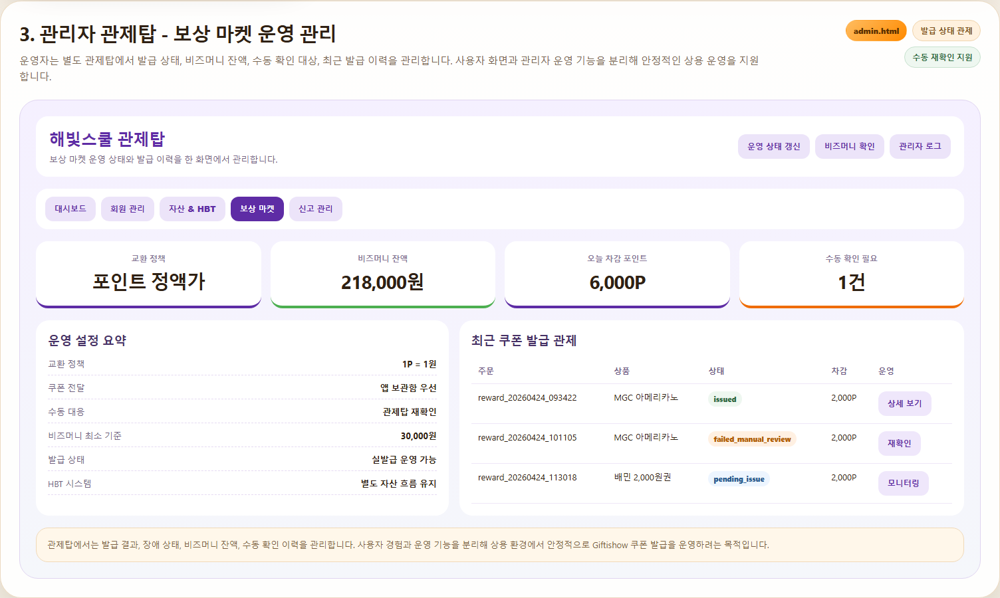 3. 관리자 관제탑 - 보상 마켓 운영 관리
admin.html
발급 상태 관제
수동 재확인 지원
운영자는 별도 관제탑에서 발급 상태, 비즈머니 잔액, 수동 확인 대상, 최근 발급 이력을 관리합니다. 사용자 화면과 관리자 운영 기능을 분리해 안정적인 상용 운영을 지원
합니다.
해빛스쿨 관제탑
보상 마켓 운영 상태와 발급 이력을 한 화면에서 관리합니다.
운영 상태 갱신
비즈머니 확인
관리자 로그
대시보드
회원 관리
자산 & HBT
보상 마켓
신고 관리
교환 정책
포인트 정액가
비즈머니 잔액
218,000원
오늘 차감 포인트
6,000P
수동 확인 필요
1건
운영 설정 요약
교환 정책 1P = 1원
쿠폰 전달 앱 보관함 우선
수동 대응 관제탑 재확인
비즈머니 최소 기준 30,000원
발급 상태 실발급 운영 가능
HBT 시스템 별도 자산 흐름 유지
최근 쿠폰 발급 관제
주문 상품 상태 차감 운영
reward_20260424_093422 MGC 아메리카노 issued 2,000P 상세 보기
reward_20260424_101105 MGC 아메리카노 failed_manual_review 2,000P 재확인
reward_20260424_113018 배민 2,000원권 pending_issue 2,000P 모니터링
관제탑에서는 발급 결과, 장애 상태, 비즈머니 잔액, 수동 확인 이력을 관리합니다. 사용자 경험과 운영 기능을 분리해 상용 환경에서 안정적으로 Giftishow 쿠폰 발급을 운영하려는 목적입니다.